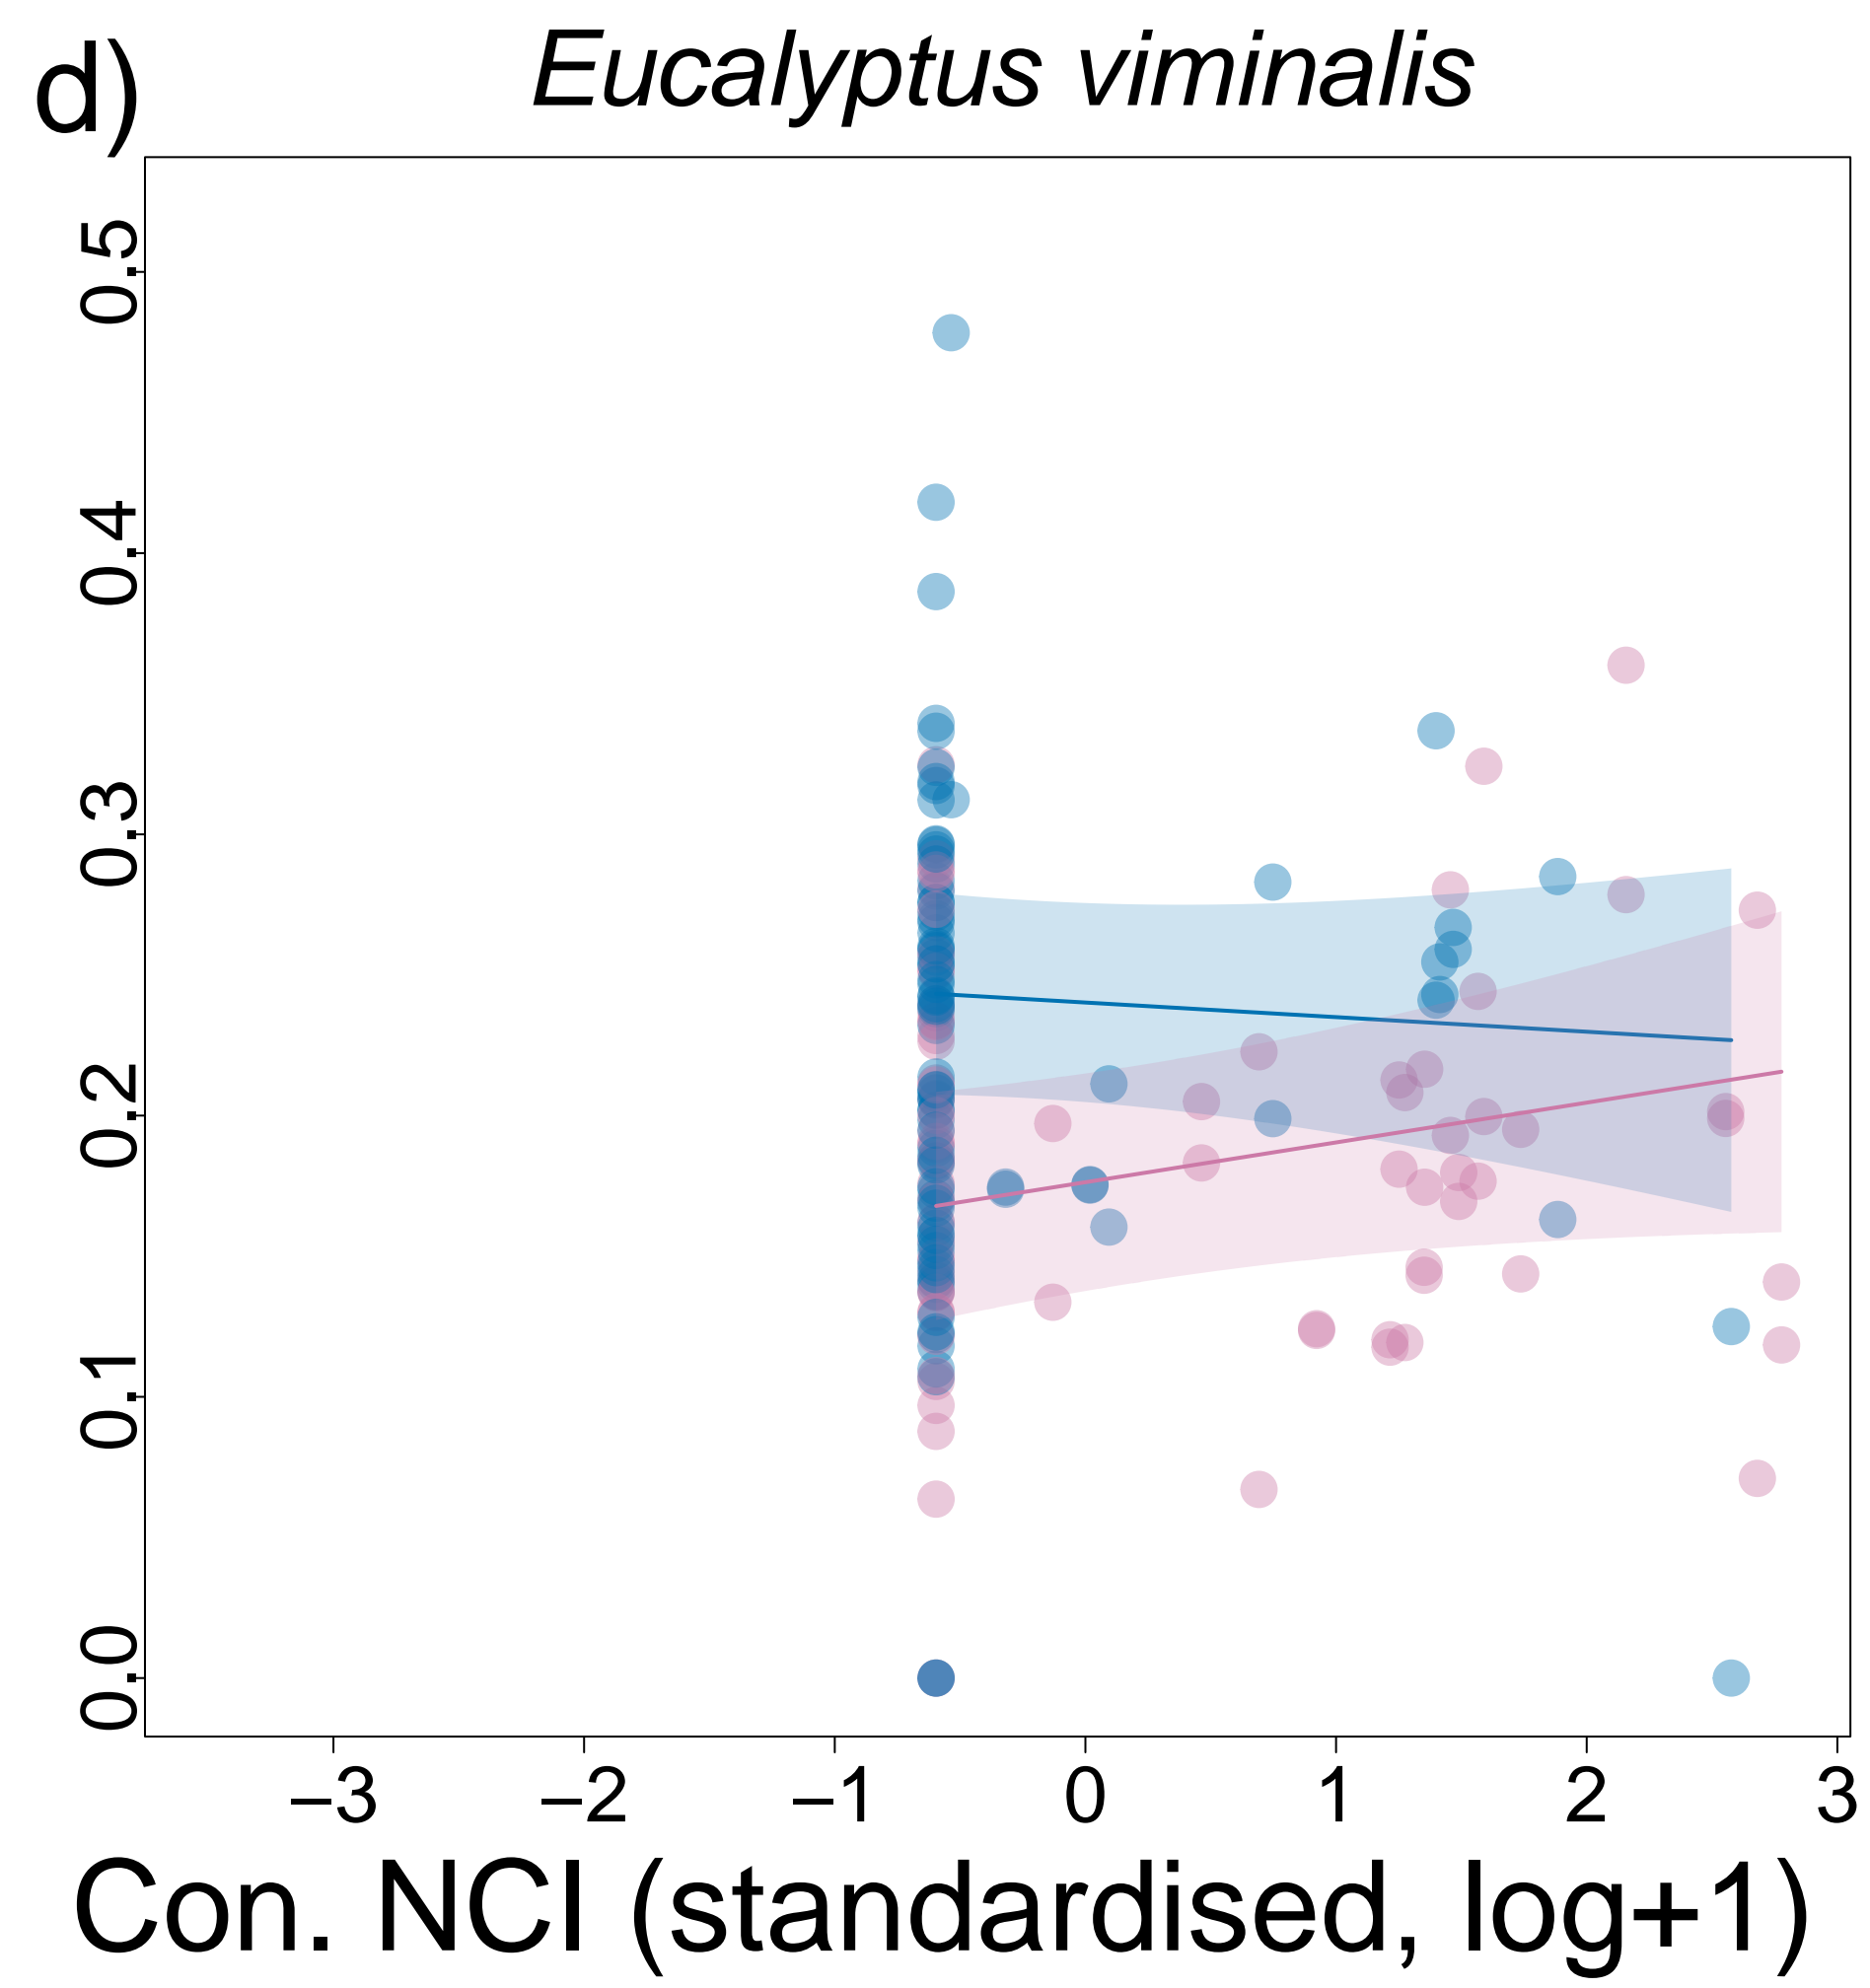 d)
Eucalyptus viminalis
0.5
0.4
0.3
0.2
0.1
0.0
–3 –2 –1 0 1 2 3
Con. NCI (standardised, log+1)